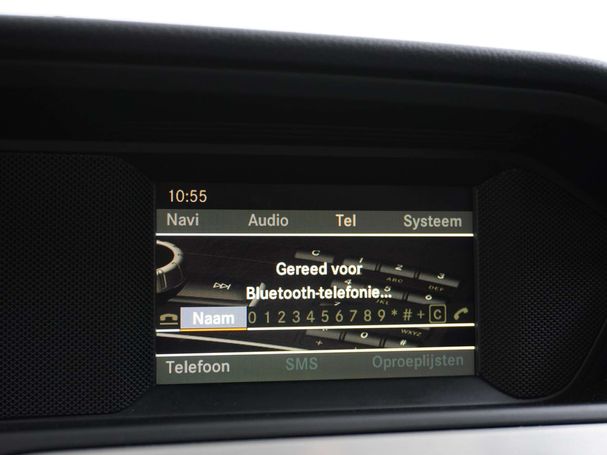 10:55
Navi Audio Tel Systeem
Gereed voor
Bluetooth-telefonie...
Naam 0 1 2 3 4 5 6 7 8 9 * # + C
Telefoon SMS Oproeplijsten